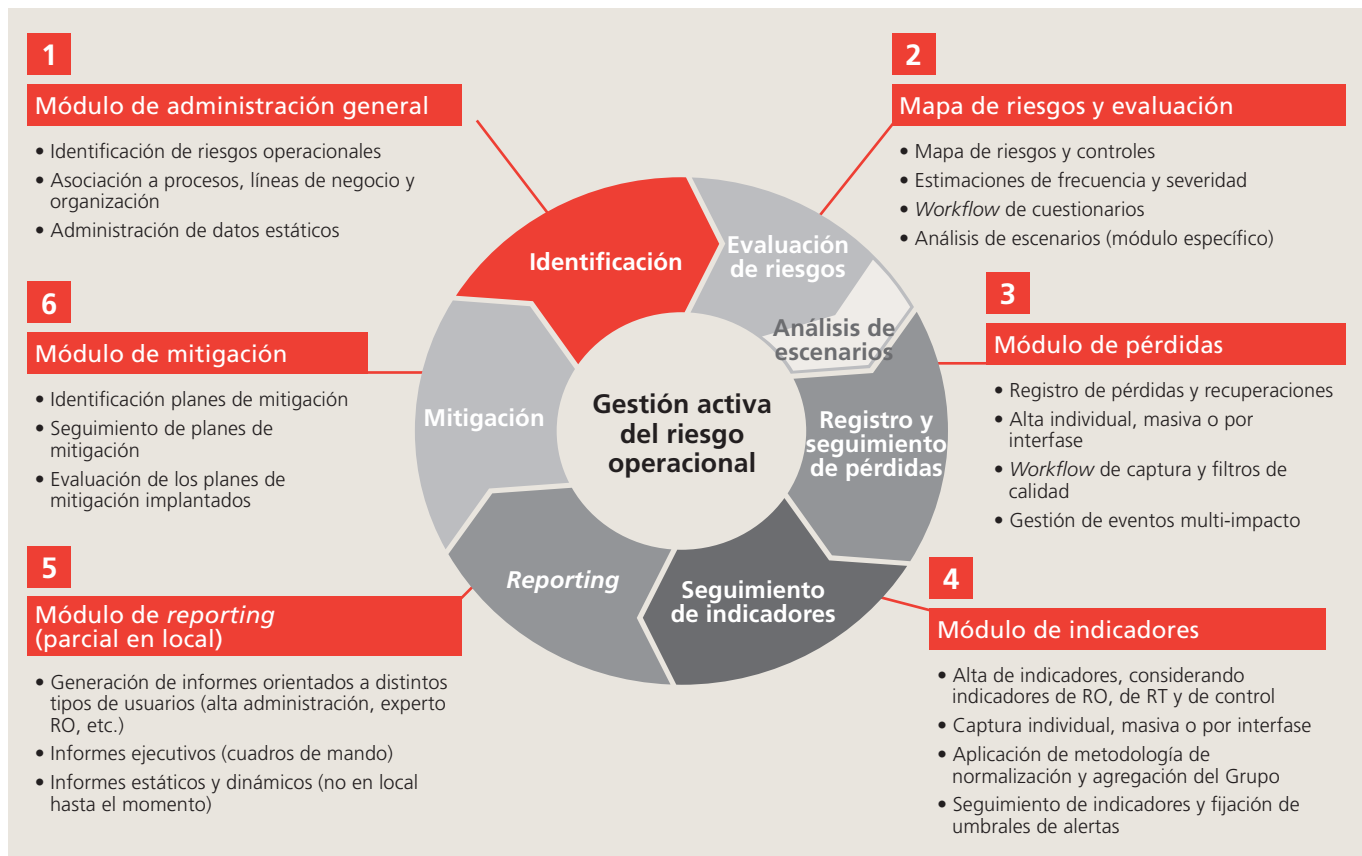 1
Módulo de administración general
• Identificación de riesgos operacionales
• Asociación a procesos, líneas de negocio y
organización
• Administración de datos estáticos
2
Mapa de riesgos y evaluación
• Mapa de riesgos y controles
• Estimaciones de frecuencia y severidad
• Workflow de cuestionarios
• Análisis de escenarios (módulo específico)
3
Módulo de pérdidas
• Registro de pérdidas y recuperaciones
• Alta individual, masiva o por
interfase
• Workflow de captura y filtros de
calidad
• Gestión de eventos multi-impacto
4
Módulo de indicadores
• Alta de indicadores, considerando
indicadores de RO, de RT y de control
• Captura individual, masiva o por interfase
• Aplicación de metodología de
normalización y agregación del Grupo
• Seguimiento de indicadores y fijación de
umbrales de alertas
5
Módulo de reporting
(parcial en local)
• Generación de informes orientados a distintos
tipos de usuarios (alta administración, experto
RO, etc.)
• Informes ejecutivos (cuadros de mando)
• Informes estáticos y dinámicos (no en local
hasta el momento)
6
Módulo de mitigación
• Identificación planes de mitigación
• Seguimiento de planes de
mitigación
• Evaluación de los planes de
mitigación implantados
Identificación
Evaluación
de riesgos
Análisis de
escenarios
Registro y
seguimiento
de pérdidas
Seguimiento
de indicadores
Reporting
Mitigación
Gestión activa
del riesgo
operacional